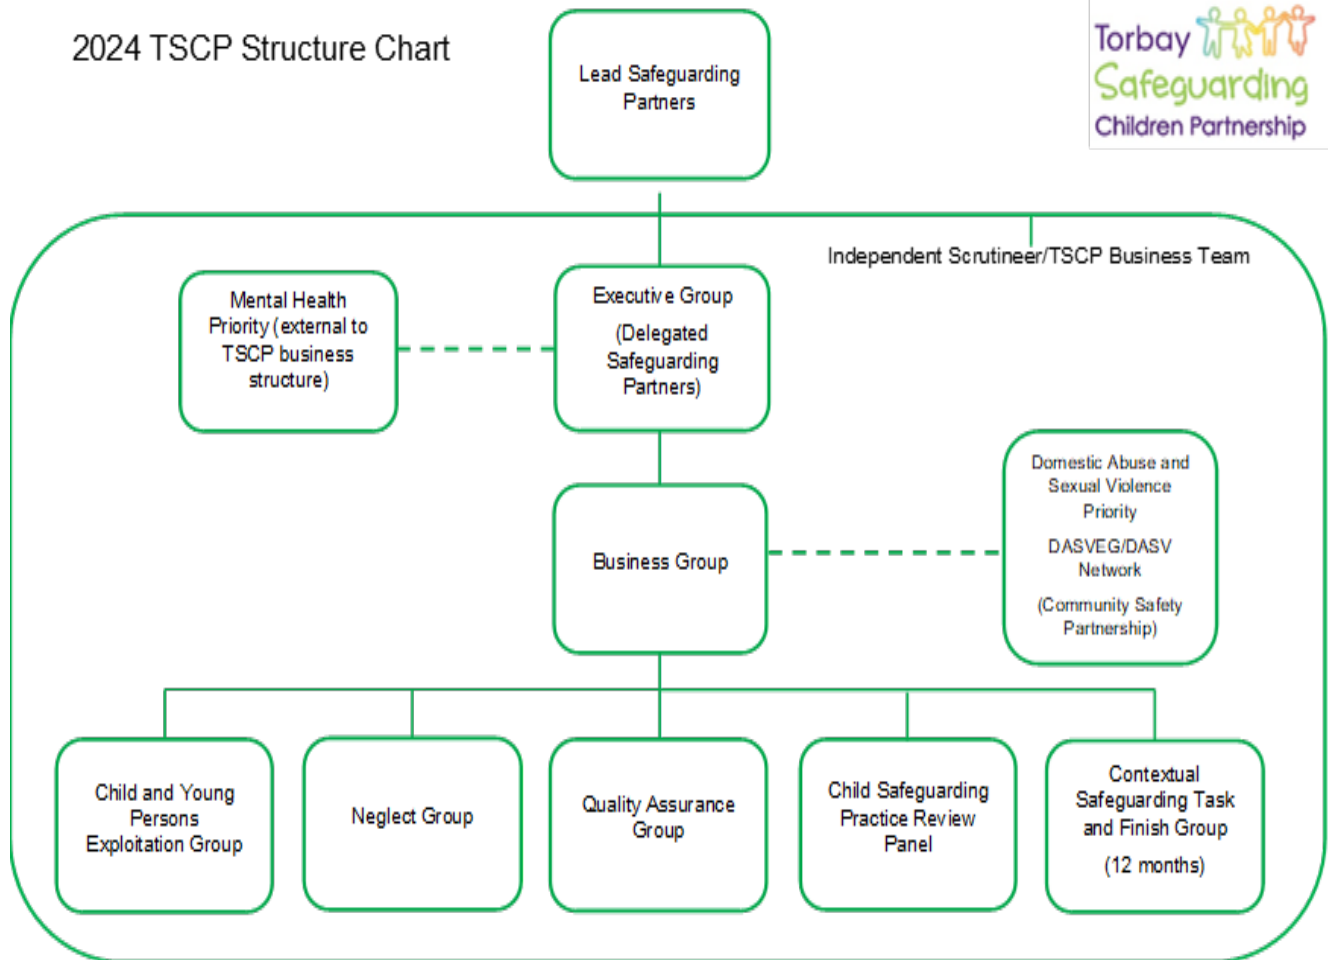 2024 TSCP Structure Chart
Lead Safeguarding
Partners
Torbay
Safeguarding
Children Partnership
Independent Scrutineer/TSCP Business Team
Mental Health
Priority (external to
TSCP business
structure)
Executive Group
(Delegated
Safeguarding
Partners)
Business Group
Domestic Abuse and
Sexual Violence
Priority
DASVEG/DASV
Network
(Community Safety
Partnership)
Child and Young
Persons
Exploitation Group
Neglect Group
Quality Assurance
Group
Child Safeguarding
Practice Review
Panel
Contextual
Safeguarding Task
and Finish Group
(12 months)